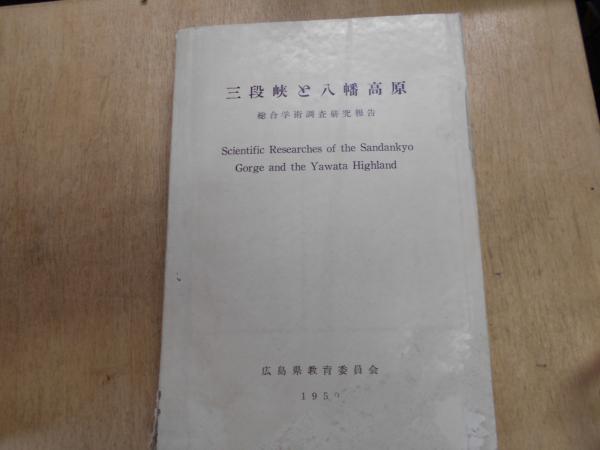 三段峡と八幡高原
総合学術調査研究報告
Scientific Researches of the Sandankyo
Gorge and the Yawata Highland
広島県教育委員会
1959